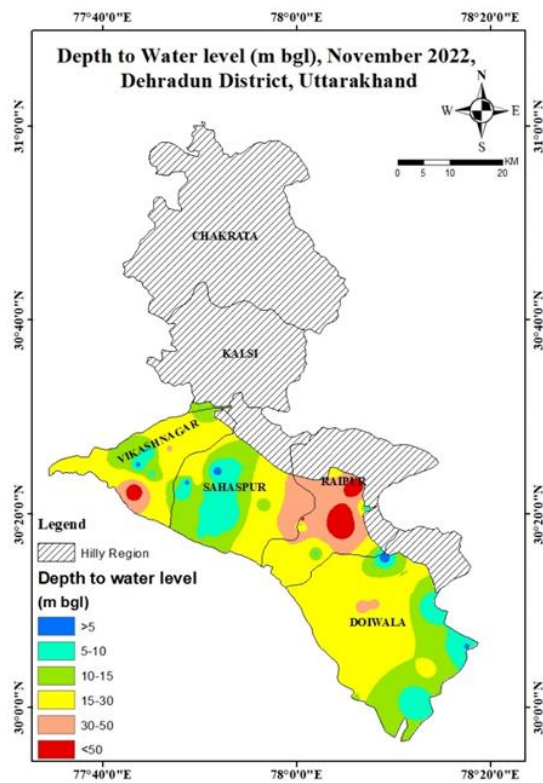 77°40'0"E
78°0'0"E
78°20'0"E
Depth to Water level (m bgl), November 2022,
Dehradun District, Uttarakhand
N
W
E
S
KM
0 5 10 20
31°0'0"N
31°0'0"N
CHAKRATA
30°40'0"N
30°40'0"N
KALSI
VIKASHNAGAR
SAHASPUR
RAIPUR
30°20'0"N
30°20'0"N
Legend
Hilly Region
Depth to water level
(m bgl)
>5
5-10
10-15
15-30
30-50
<50
DOIWALA
30°0'0"N
30°0'0"N
77°40'0"E
78°0'0"E
78°20'0"E